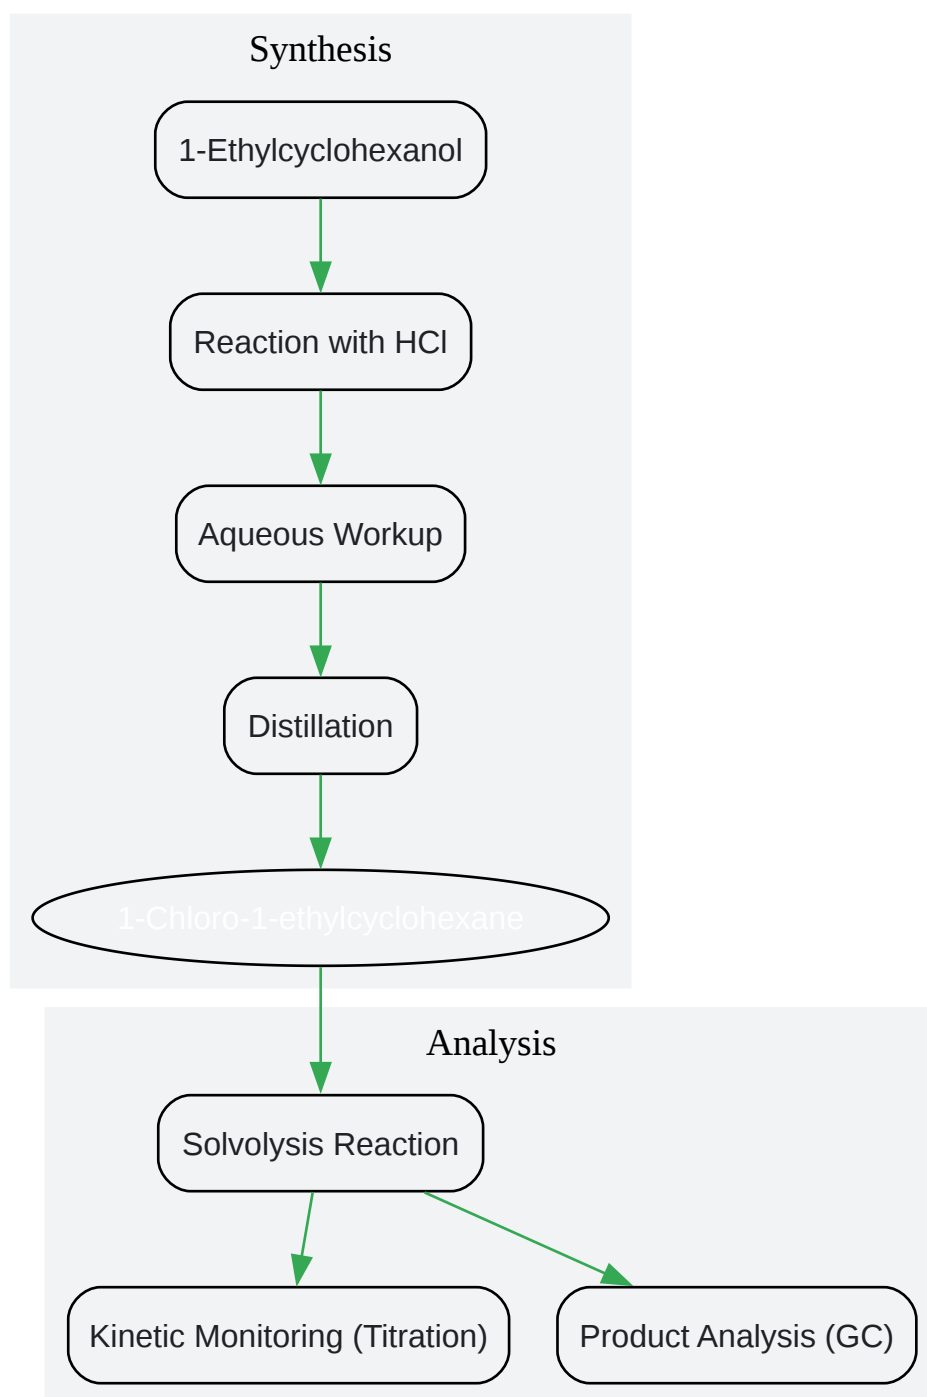 Synthesis
1-Ethylcyclohexanol
Reaction with HCl
Aqueous Workup
Distillation
1-Chloro-1-ethylcyclohexane
Analysis
Solvolysis Reaction
Kinetic Monitoring (Titration)
Product Analysis (GC)